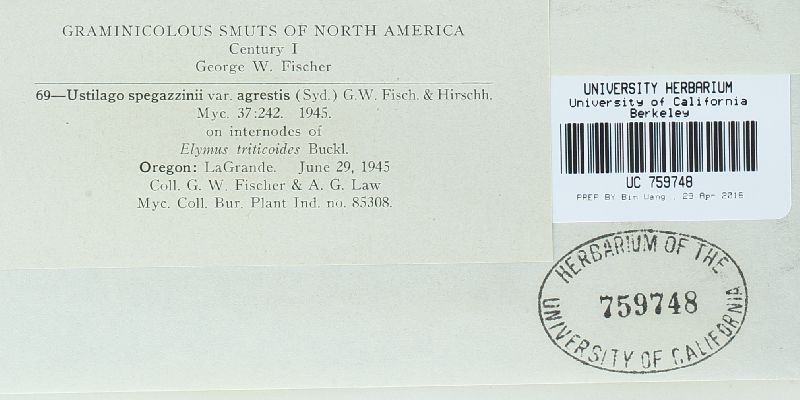 GRAMINICOLOUS SMUTS OF NORTH AMERICA
Century I
George W. Fischer
69—Ustilago spegazzinii var. agrestis (Syd.) G.W. Fisch. & Hirschh.
Myc. 37:242. 1945.
on internodes of
Elymus triticoides Buckl.
Oregon: LaGrande. June 29, 1945
Coll. G. W. Fischer & A. G. Law
Myc. Coll. Bur. Plant Ind. no. 85308.
UNIVERSITY HERBARIUM
University of California
Berkeley
UC 759748
PREP BY Bin Wang , 29 Apr 2016
HERBARIUM OF THE
759748
UNIVERSITY OF CALIFORNIA